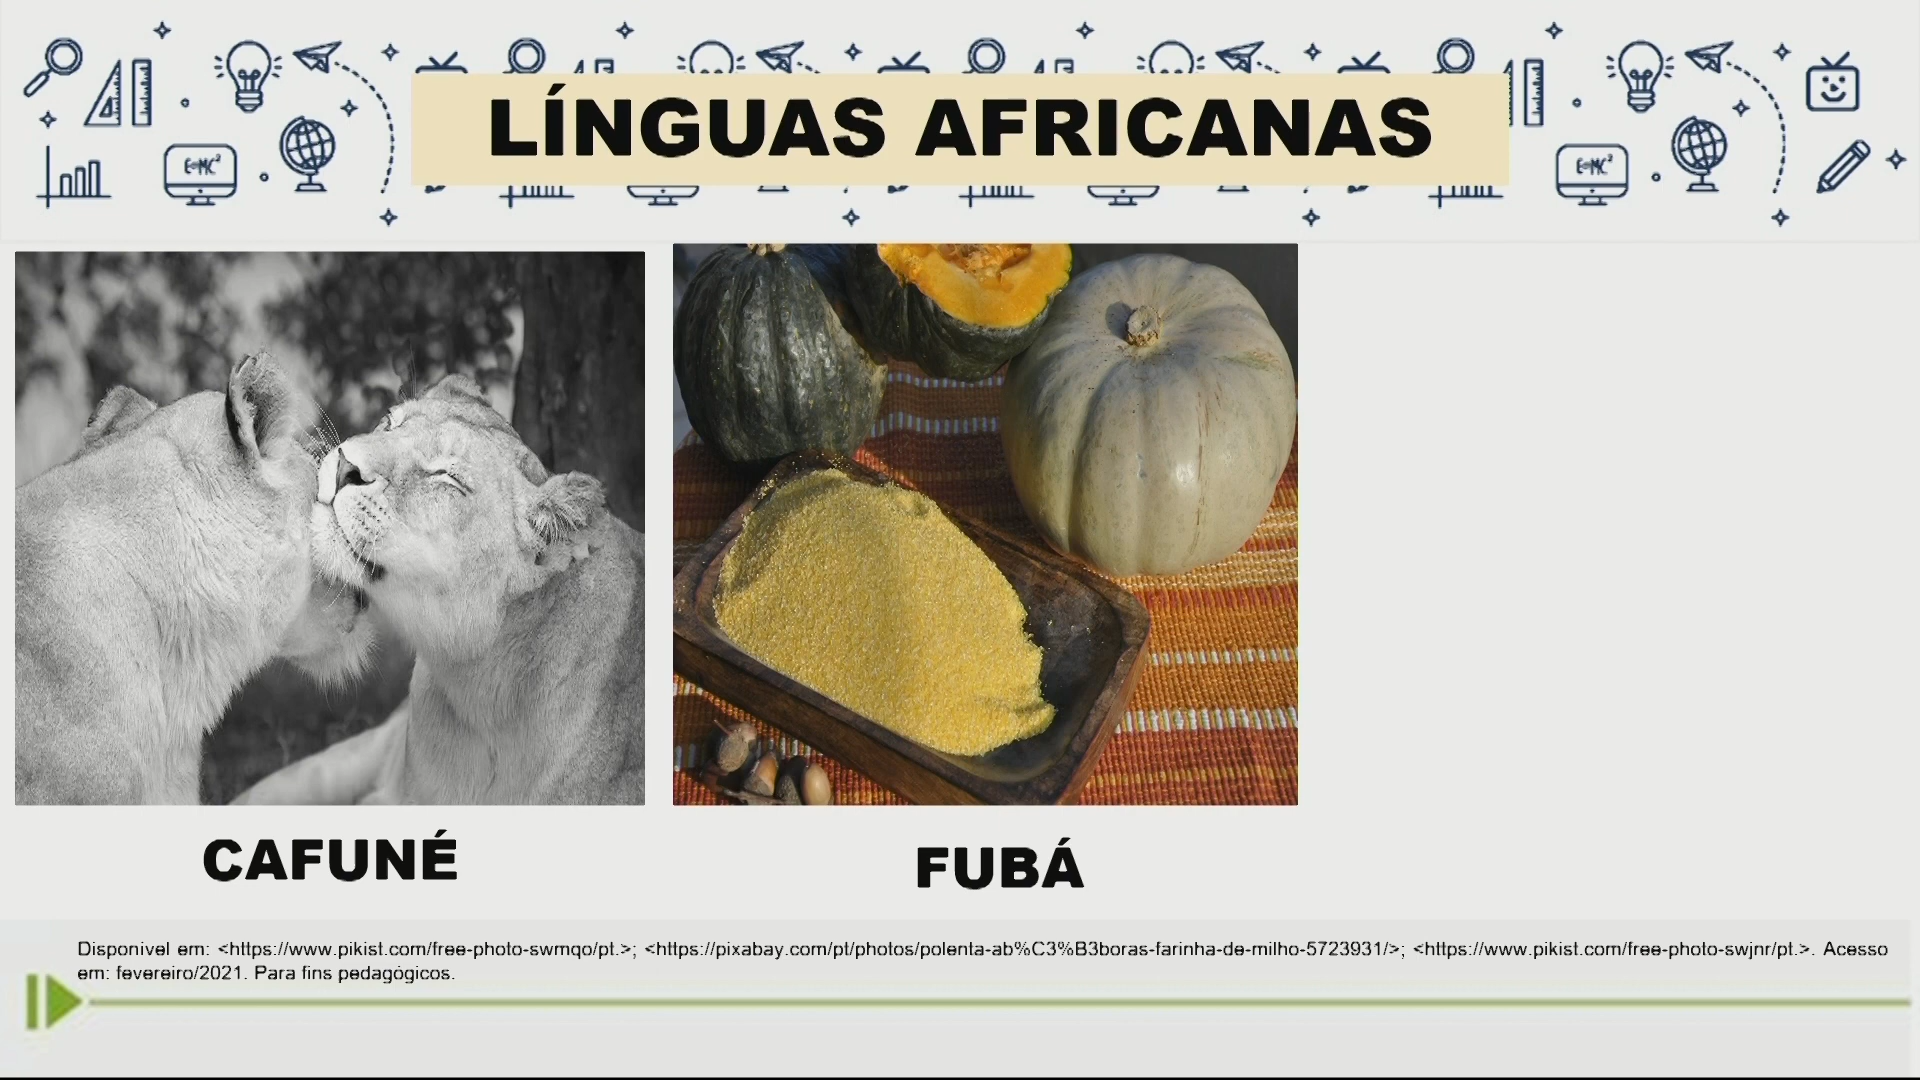 LÍNGUAS AFRICANAS
E=MC²
E=MC²
CAFUNÉ
FUBÁ
Disponível em: <https://www.pikist.com/free-photo-swmqo/pt.>; <https://pixabay.com/pt/photos/polenta-ab%C3%B3boras-farinha-de-milho-5723931/>; <https://www.pikist.com/free-photo-swjnr/pt.>. Acesso
em: fevereiro/2021. Para fins pedagógicos.